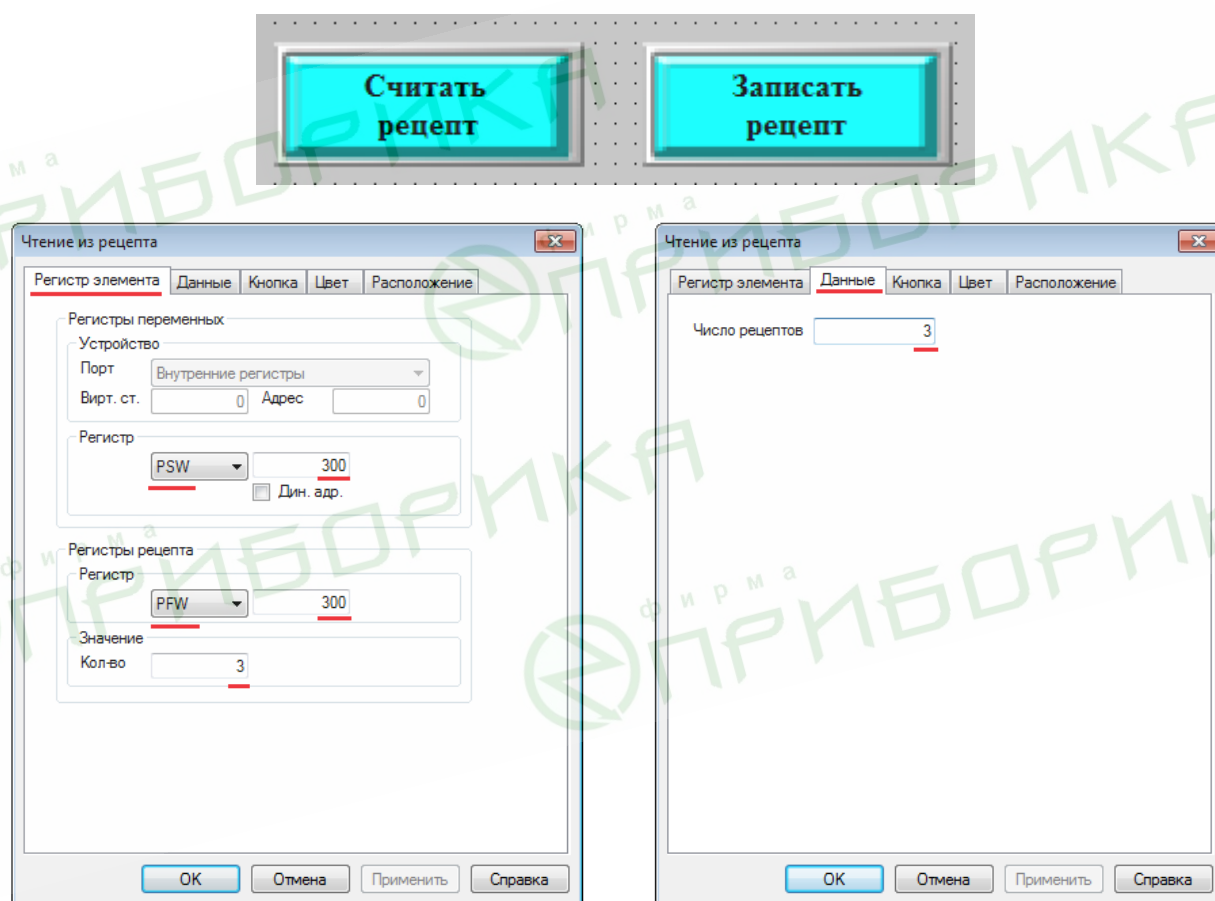 Считать
рецепт
Записать
рецепт
Чтение из рецепта
Регистр элемента Данные Кнопка Цвет Расположение
Регистры переменных
Устройство
Порт Внутренние регистры
Вирт. ст. 0 Адрес 0
Регистр
PSW 300
Дин. адр.
Регистры рецепта
Регистр
PFW 300
Значение
Кол-во 3
OK Отмена Применить Справка
Чтение из рецепта
Регистр элемента Данные Кнопка Цвет Расположение
Число рецептов 3
OK Отмена Применить Справка
фирма
ПРИБОРИКА